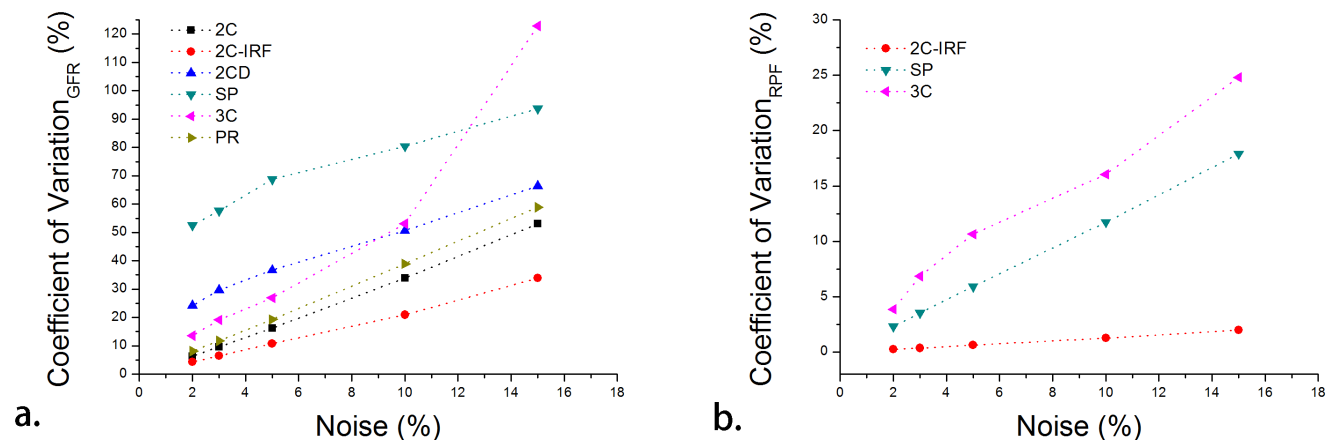 a.
Coefficient of Variation_GFR (%)
120
110
100
90
80
70
60
50
40
30
20
10
0
2C
2C-IRF
2CD
SP
3C
PR
0 2 4 6 8 10 12 14 16 18
Noise (%)
b.
Coefficient of Variation_RPF (%)
30
25
20
15
10
5
0
2C-IRF
SP
3C
0 2 4 6 8 10 12 14 16 18
Noise (%)